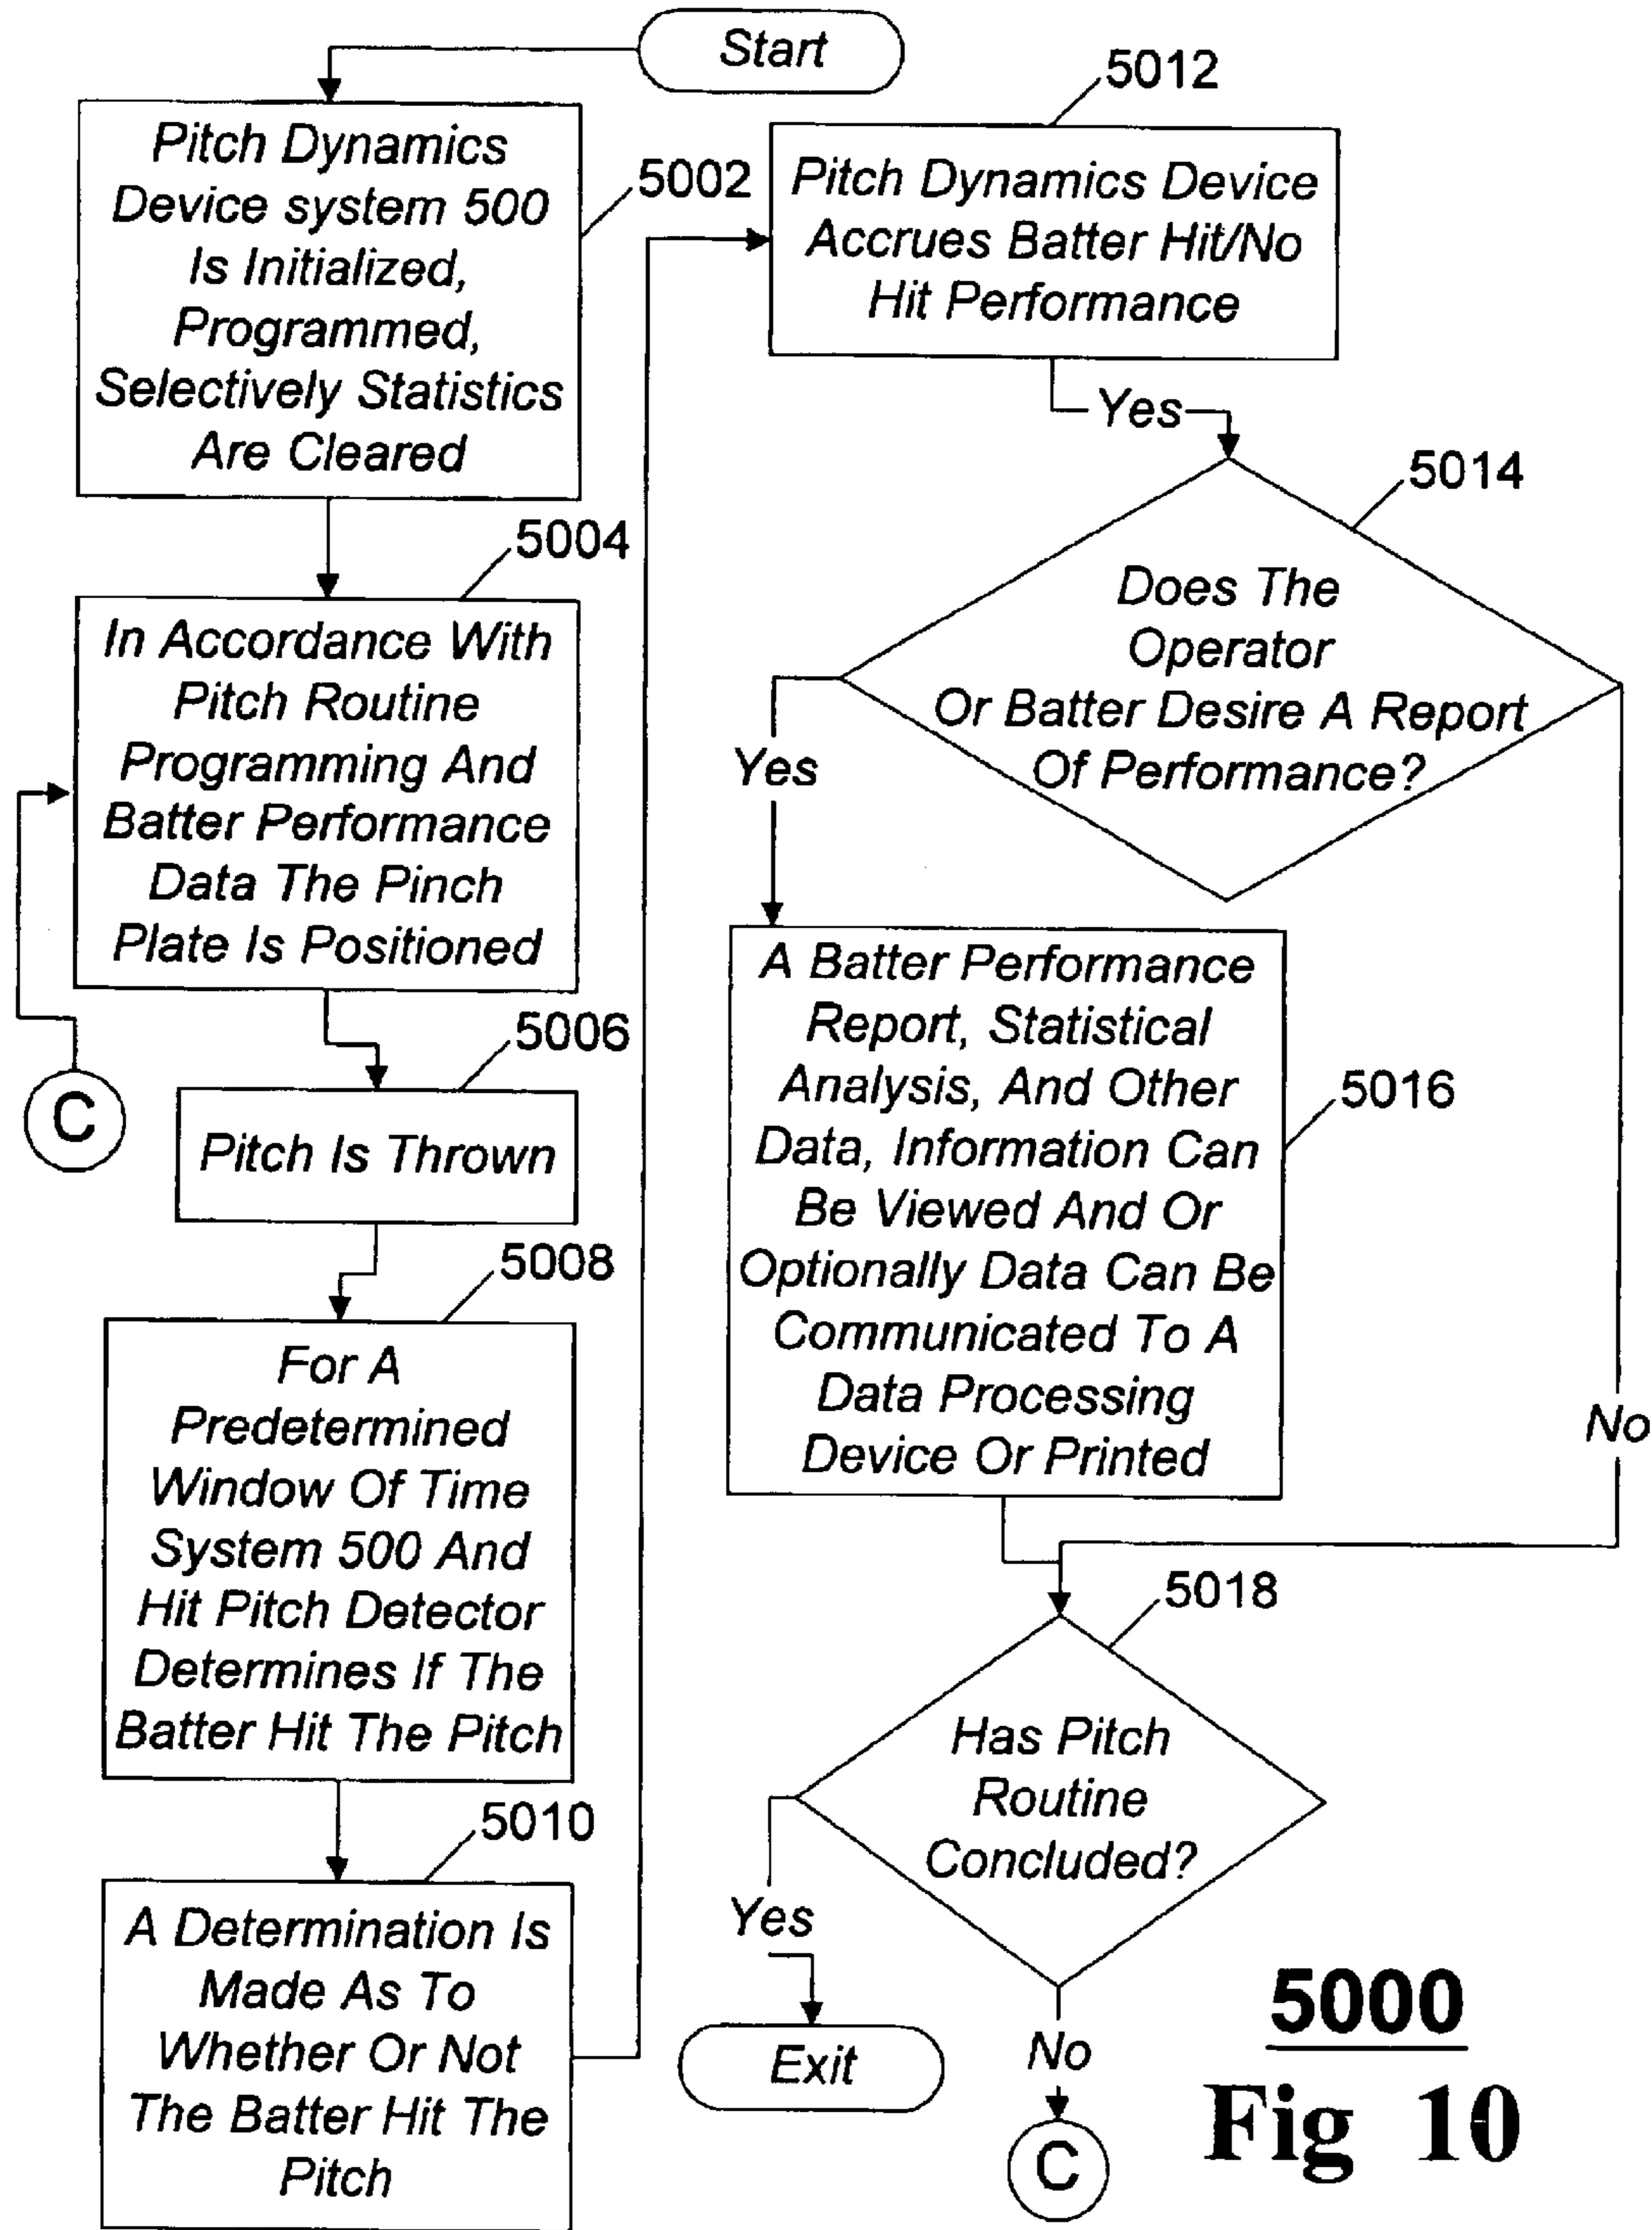 Start
Pitch Dynamics
Device system 500
Is Initialized,
Programmed,
Selectively Statistics
Are Cleared
5002
5004
In Accordance With
Pitch Routine
Programming And
Batter Performance
Data The Pinch
Plate Is Positioned
C
5006
Pitch Is Thrown
5008
For A
Predetermined
Window Of Time
System 500 And
Hit Pitch Detector
Determines If The
Batter Hit The Pitch
5010
A Determination Is
Made As To
Whether Or Not
The Batter Hit The
Pitch
5012
Pitch Dynamics Device
Accrues Batter Hit/No
Hit Performance
Yes
5014
Does The
Operator
Or Batter Desire A Report
Of Performance?
Yes
No
A Batter Performance
Report, Statistical
Analysis, And Other
Data, Information Can
Be Viewed And Or
Optionally Data Can Be
Communicated To A
Data Processing
Device Or Printed
5016
5018
Has Pitch
Routine
Concluded?
Yes
Exit
No
C
5000
Fig 10